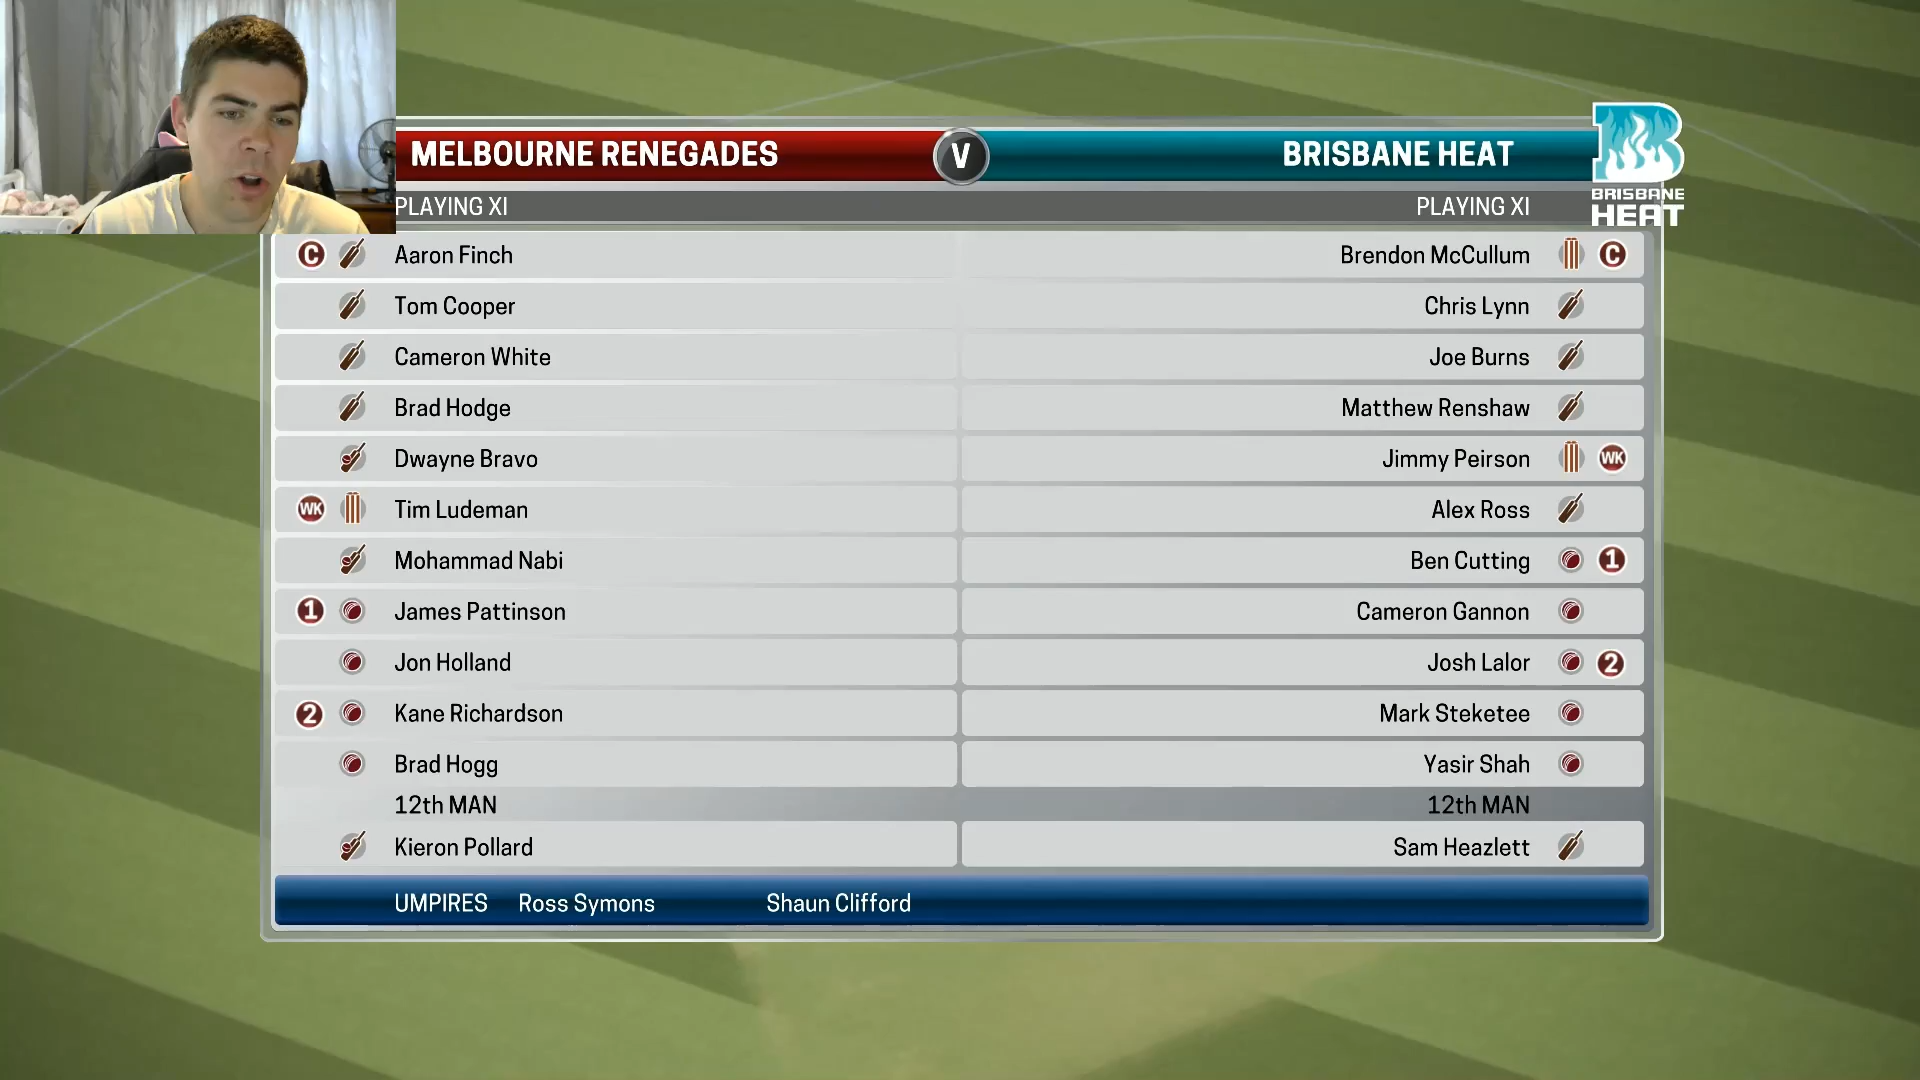 MELBOURNE RENEGADES V BRISBANE HEAT
BRISBANE
HEAT
PLAYING XI PLAYING XI
C Aaron Finch Brendon McCullum C
Tom Cooper Chris Lynn
Cameron White Joe Burns
Brad Hodge Matthew Renshaw
Dwayne Bravo Jimmy Peirson WK
WK Tim Ludeman Alex Ross
Mohammad Nabi Ben Cutting 1
1 James Pattinson Cameron Gannon
Jon Holland Josh Lalor 2
2 Kane Richardson Mark Steketee
Brad Hogg Yasir Shah
12th MAN 12th MAN
Kieron Pollard Sam Heazlett
UMPIRES Ross Symons Shaun Clifford